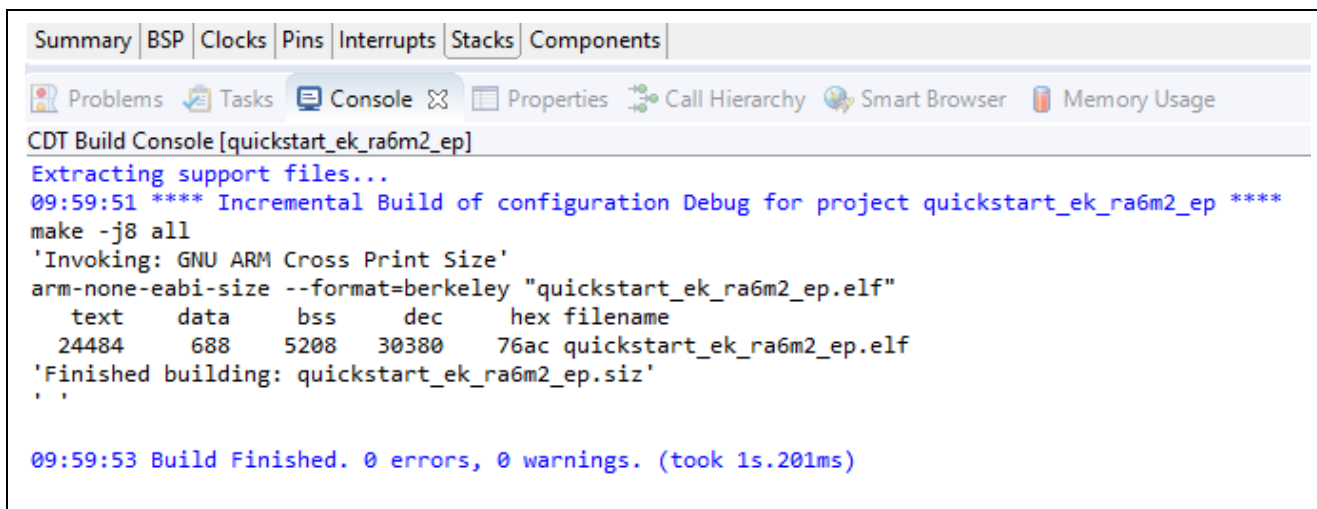 Summary BSP Clocks Pins Interrupts Stacks Components
Problems Tasks Console Properties Call Hierarchy Smart Browser Memory Usage
CDT Build Console [quickstart_ek_ra6m2_ep]
Extracting support files...
09:59:51 **** Incremental Build of configuration Debug for project quickstart_ek_ra6m2_ep ****
make -j8 all
'Invoking: GNU ARM Cross Print Size'
arm-none-eabi-size --format=berkeley "quickstart_ek_ra6m2_ep.elf"
   text    data     bss     dec     hex filename
  24484     688    5208   30380    76ac quickstart_ek_ra6m2_ep.elf
'Finished building: quickstart_ek_ra6m2_ep.siz'
' '
09:59:53 Build Finished. 0 errors, 0 warnings. (took 1s.201ms)